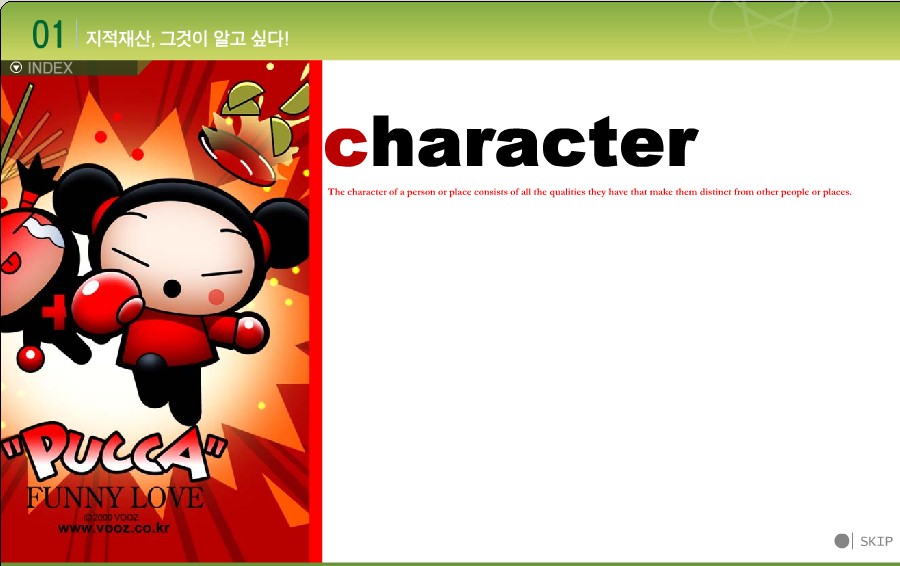 01 지적재산, 그것이 알고 싶다!
INDEX
character
The character of a person or place consists of all the qualities they have that make them distinct from other people or places.
"PUCCA"
FUNNY LOVE
©2000 VOOZ
www.vooz.co.kr
SKIP